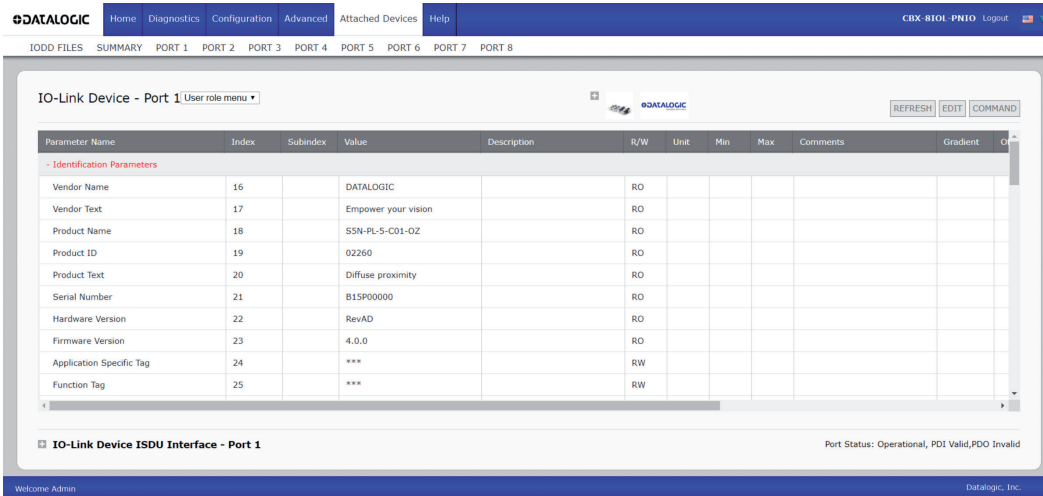 DATALOGIC Home Diagnostics Configuration Advanced Attached Devices Help CBX-8IOL-PNIO Logout
IODD FILES SUMMARY PORT 1 PORT 2 PORT 3 PORT 4 PORT 5 PORT 6 PORT 7 PORT 8
IO-Link Device - Port 1 User role menu DATALOGIC
REFRESH EDIT COMMAND
Parameter Name Index Subindex Value Description R/W Unit Min Max Comments Gradient
- Identification Parameters
Vendor Name 16 DATALOGIC RO
Vendor Text 17 Empower your vision RO
Product Name 18 S5N-PL-5-C01-OZ RO
Product ID 19 02260 RO
Product Text 20 Diffuse proximity RO
Serial Number 21 B15P00000 RO
Hardware Version 22 RevAD RO
Firmware Version 23 4.0.0 RO
Application Specific Tag 24 *** RW
Function Tag 25 *** RW
IO-Link Device ISDU Interface - Port 1 Port Status: Operational, PDI Valid,PDO Invalid
Welcome Admin Datalogic, Inc.